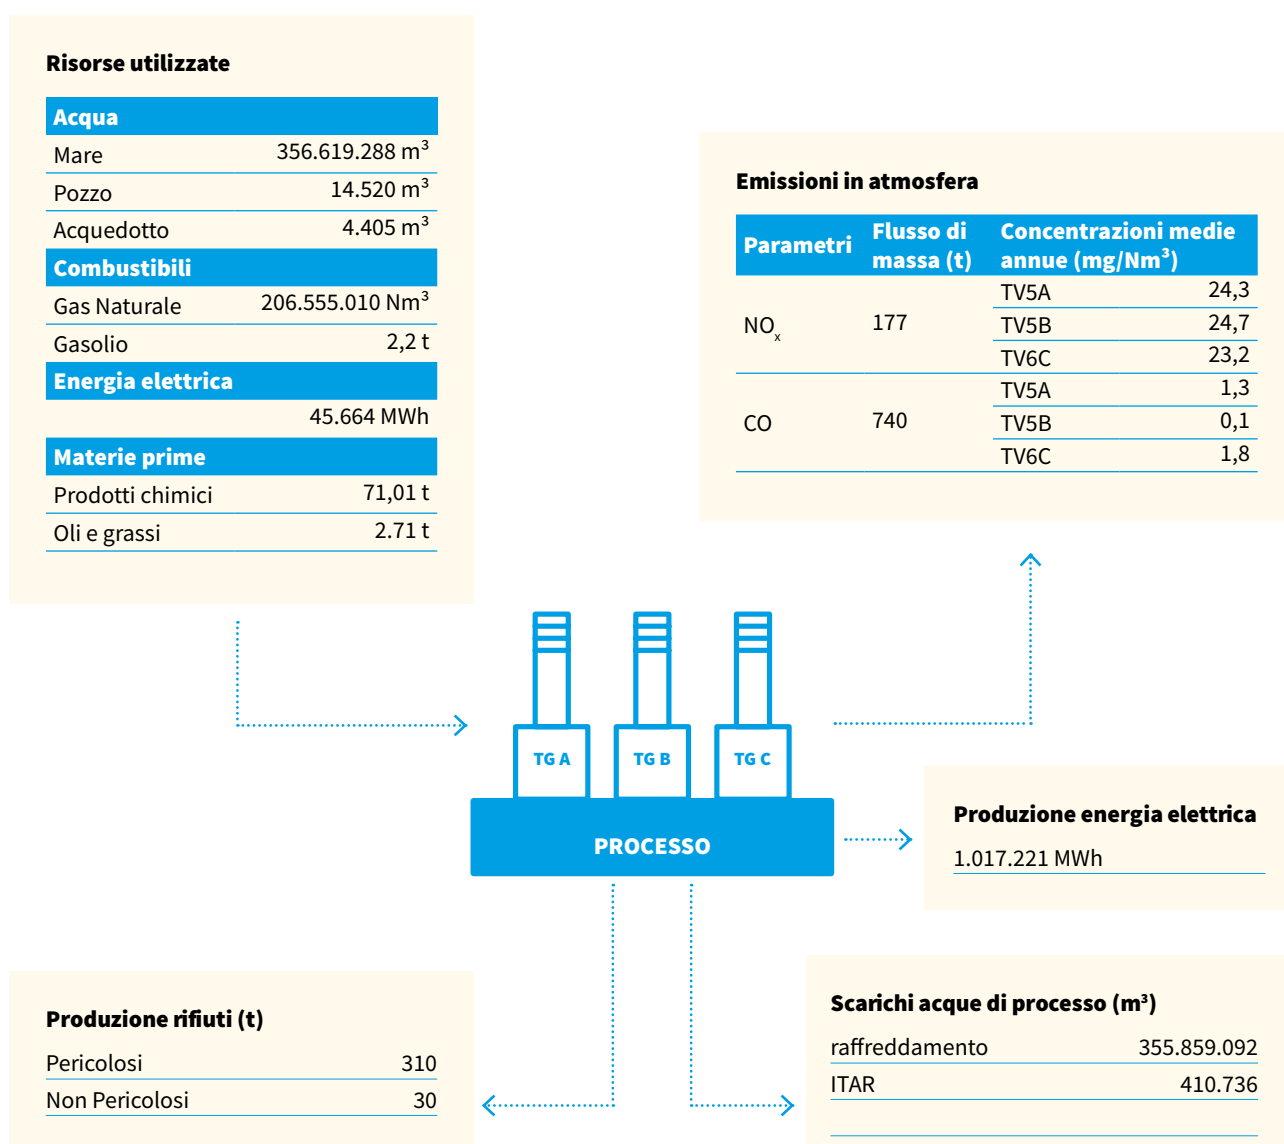 Risorse utilizzate
Acqua
Mare 356.619.288 m³
Pozzo 14.520 m³
Acquedotto 4.405 m³
Combustibili
Gas Naturale 206.555.010 Nm³
Gasolio 2,2 t
Energia elettrica
45.664 MWh
Materie prime
Prodotti chimici 71,01 t
Oli e grassi 2.71 t
Emissioni in atmosfera
Parametri Flusso di massa (t) Concentrazioni medie annue (mg/Nm³)
NOₓ 177 TV5A 24,3
TV5B 24,7
TV6C 23,2
CO 740 TV5A 1,3
TV5B 0,1
TV6C 1,8
TG A TG B TG C
PROCESSO
Produzione energia elettrica
1.017.221 MWh
Produzione rifiuti (t)
Pericolosi 310
Non Pericolosi 30
Scarichi acque di processo (m³)
raffreddamento 355.859.092
ITAR 410.736